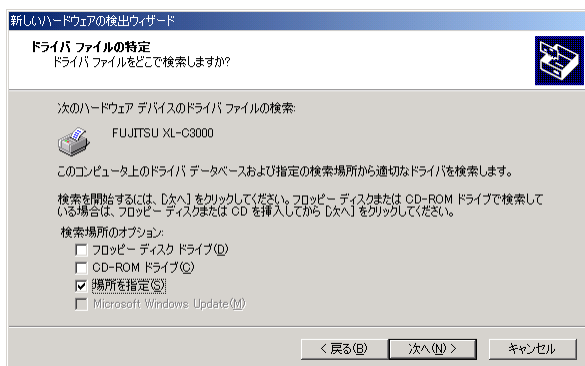 新しいハードウェアの検出ウィザード
ドライバ ファイルの特定
ドライバ ファイルをどこで検索しますか?
次のハードウェア デバイスのドライバ ファイルの検索:
FUJITSU XL-C3000
このコンピュータ上のドライバ データベースおよび指定の検索場所から適切なドライバを検索します。
検索を開始するには、[次へ] をクリックしてください。フロッピー ディスクまたは CD-ROM ドライブで検索して
いる場合は、フロッピー ディスクまたは CD を挿入してから [次へ] をクリックしてください。
検索場所のオプション:
フロッピー ディスク ドライブ(D)
CD-ROM ドライブ(C)
場所を指定(S)
Microsoft Windows Update(M)
< 戻る(B) 次へ(N) > キャンセル